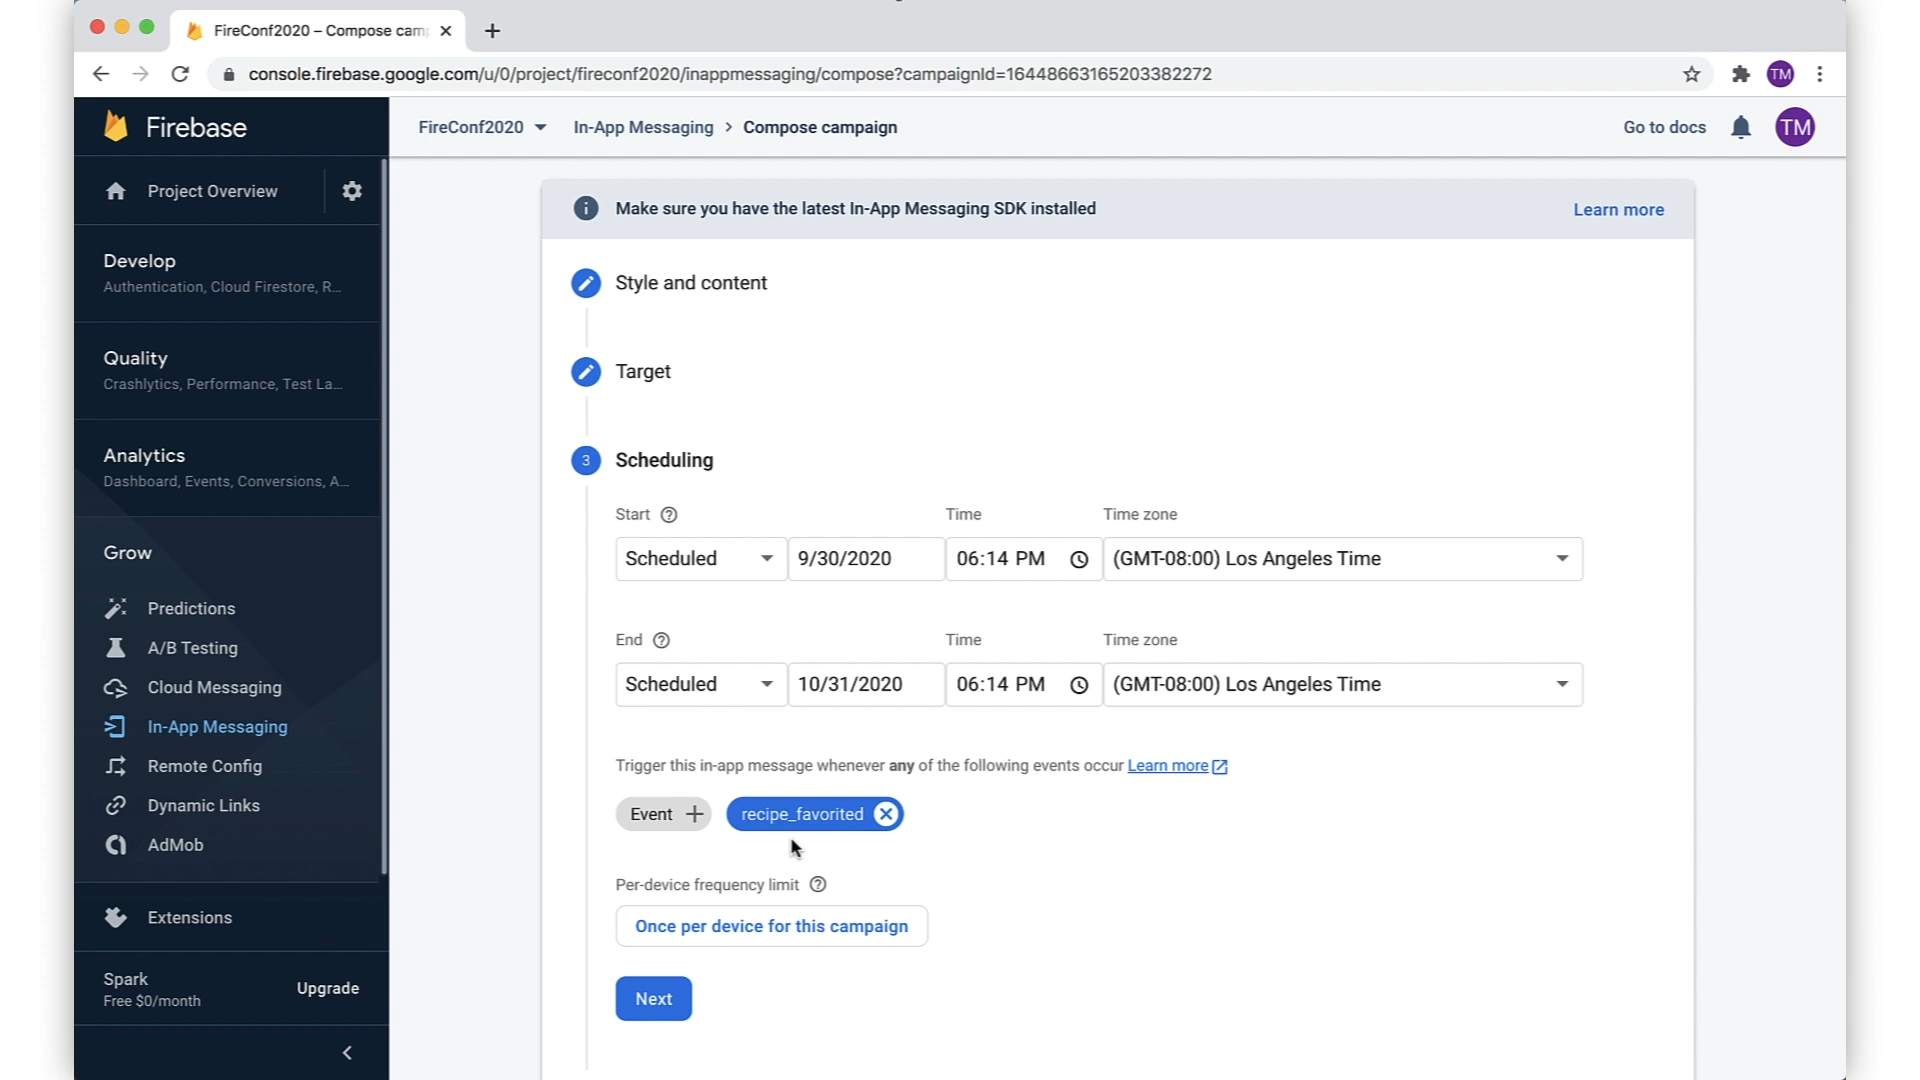 FireConf2020 – Compose cam
console.firebase.google.com/u/0/project/fireconf2020/inappmessaging/compose?campaignId=16448663165203382272
TM
Firebase
FireConf2020
In-App Messaging > Compose campaign
Go to docs
TM
Project Overview
Develop
Authentication, Cloud Firestore, R...
Quality
Crashlytics, Performance, Test La...
Analytics
Dashboard, Events, Conversions, A...
Grow
Predictions
A/B Testing
Cloud Messaging
In-App Messaging
Remote Config
Dynamic Links
AdMob
Extensions
Spark
Free $0/month
Upgrade
Make sure you have the latest In-App Messaging SDK installed
Learn more
Style and content
Target
3 Scheduling
Start Time Time zone
Scheduled 9/30/2020 06:14 PM (GMT-08:00) Los Angeles Time
End Time Time zone
Scheduled 10/31/2020 06:14 PM (GMT-08:00) Los Angeles Time
Trigger this in-app message whenever any of the following events occur Learn more
Event + recipe_favorited
Per-device frequency limit
Once per device for this campaign
Next